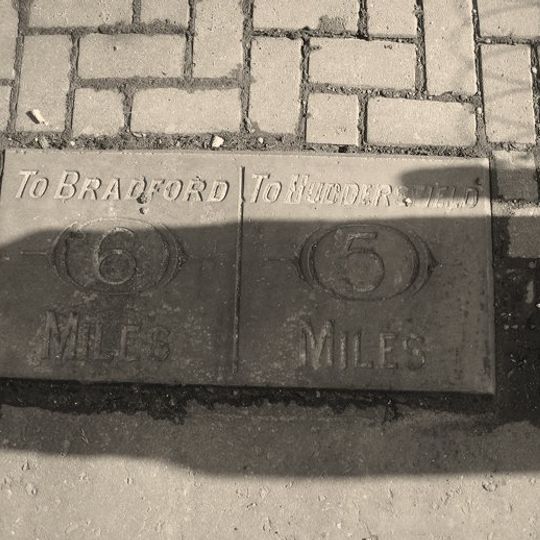 To Bradford
6
Miles
To Huddersfield
5
Miles